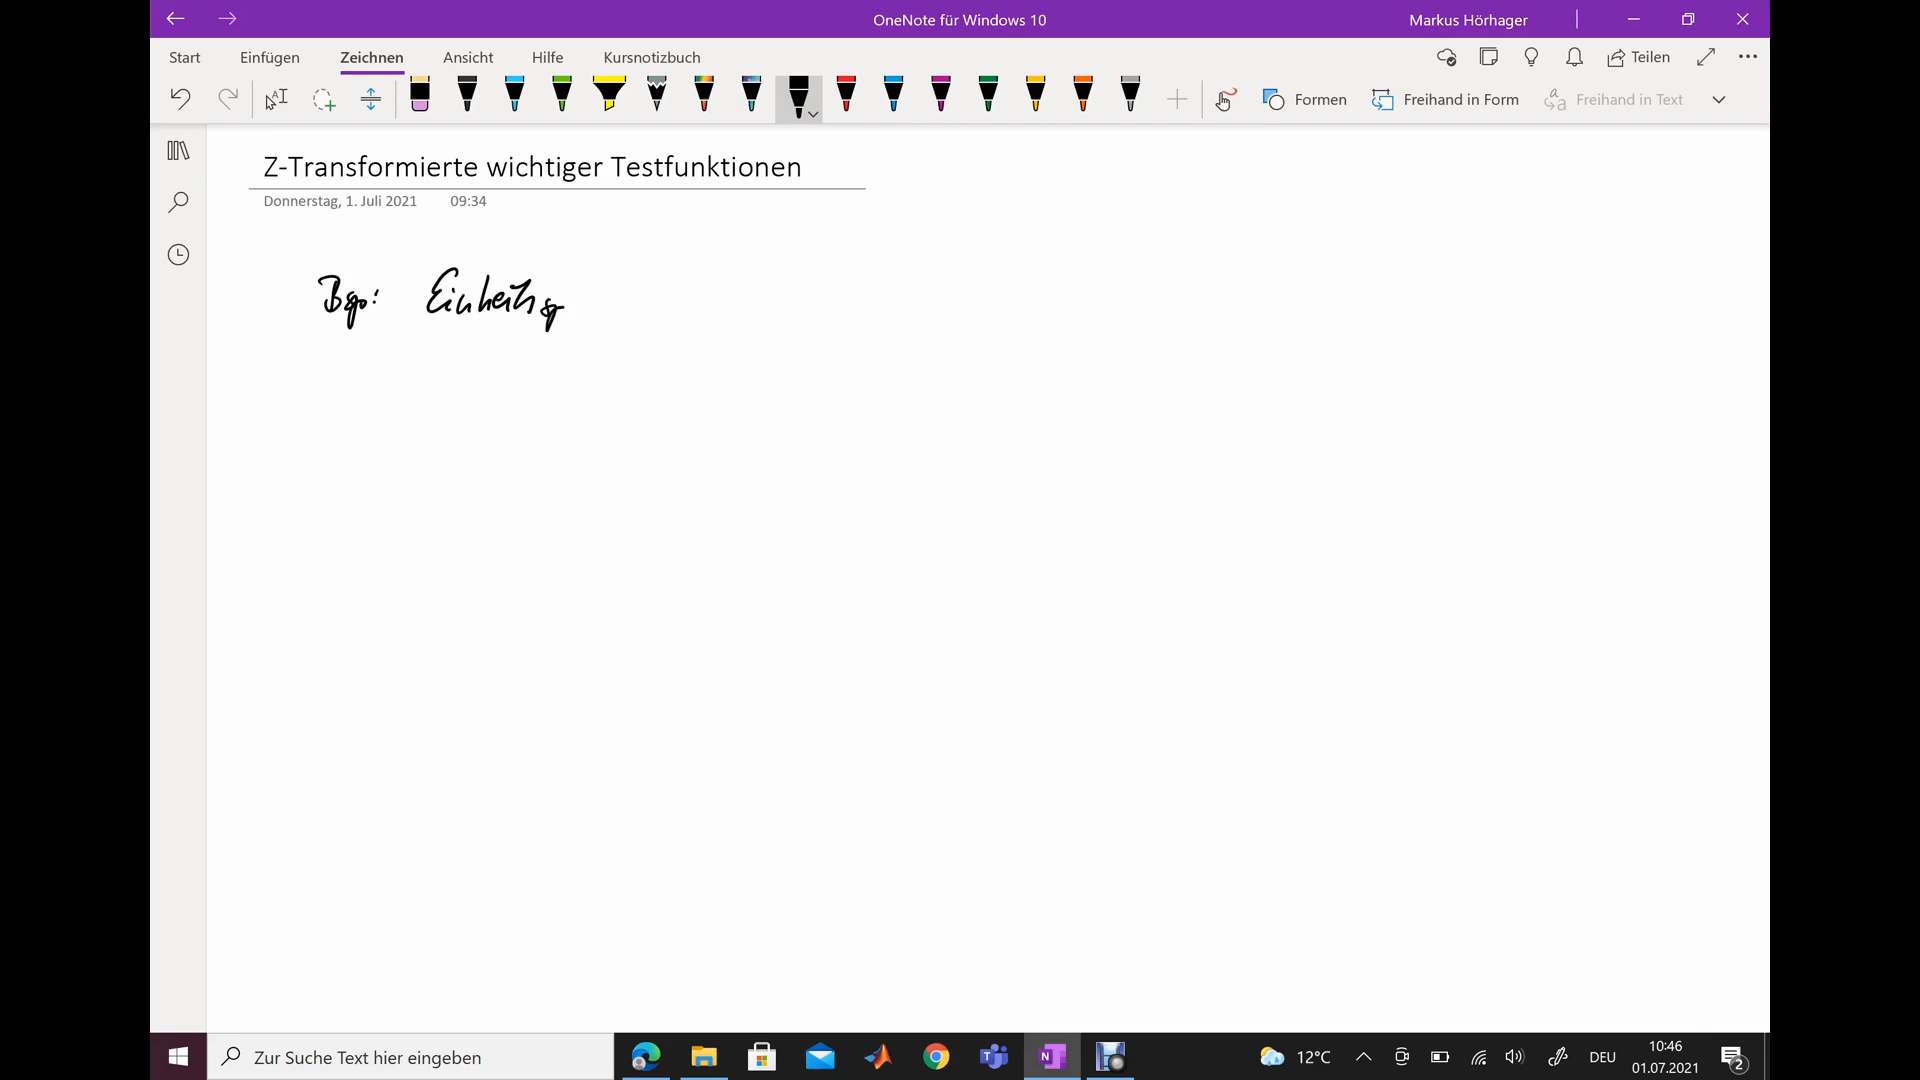 OneNote für Windows 10
Markus Hörhager
Start Einfügen Zeichnen Ansicht Hilfe Kursnotizbuch
Teilen
Formen Freihand in Form Freihand in Text
Z-Transformierte wichtiger Testfunktionen
Donnerstag, 1. Juli 2021 09:34
Bsp: Einheitssp
Zur Suche Text hier eingeben
12°C
DEU
10:46
01.07.2021
2